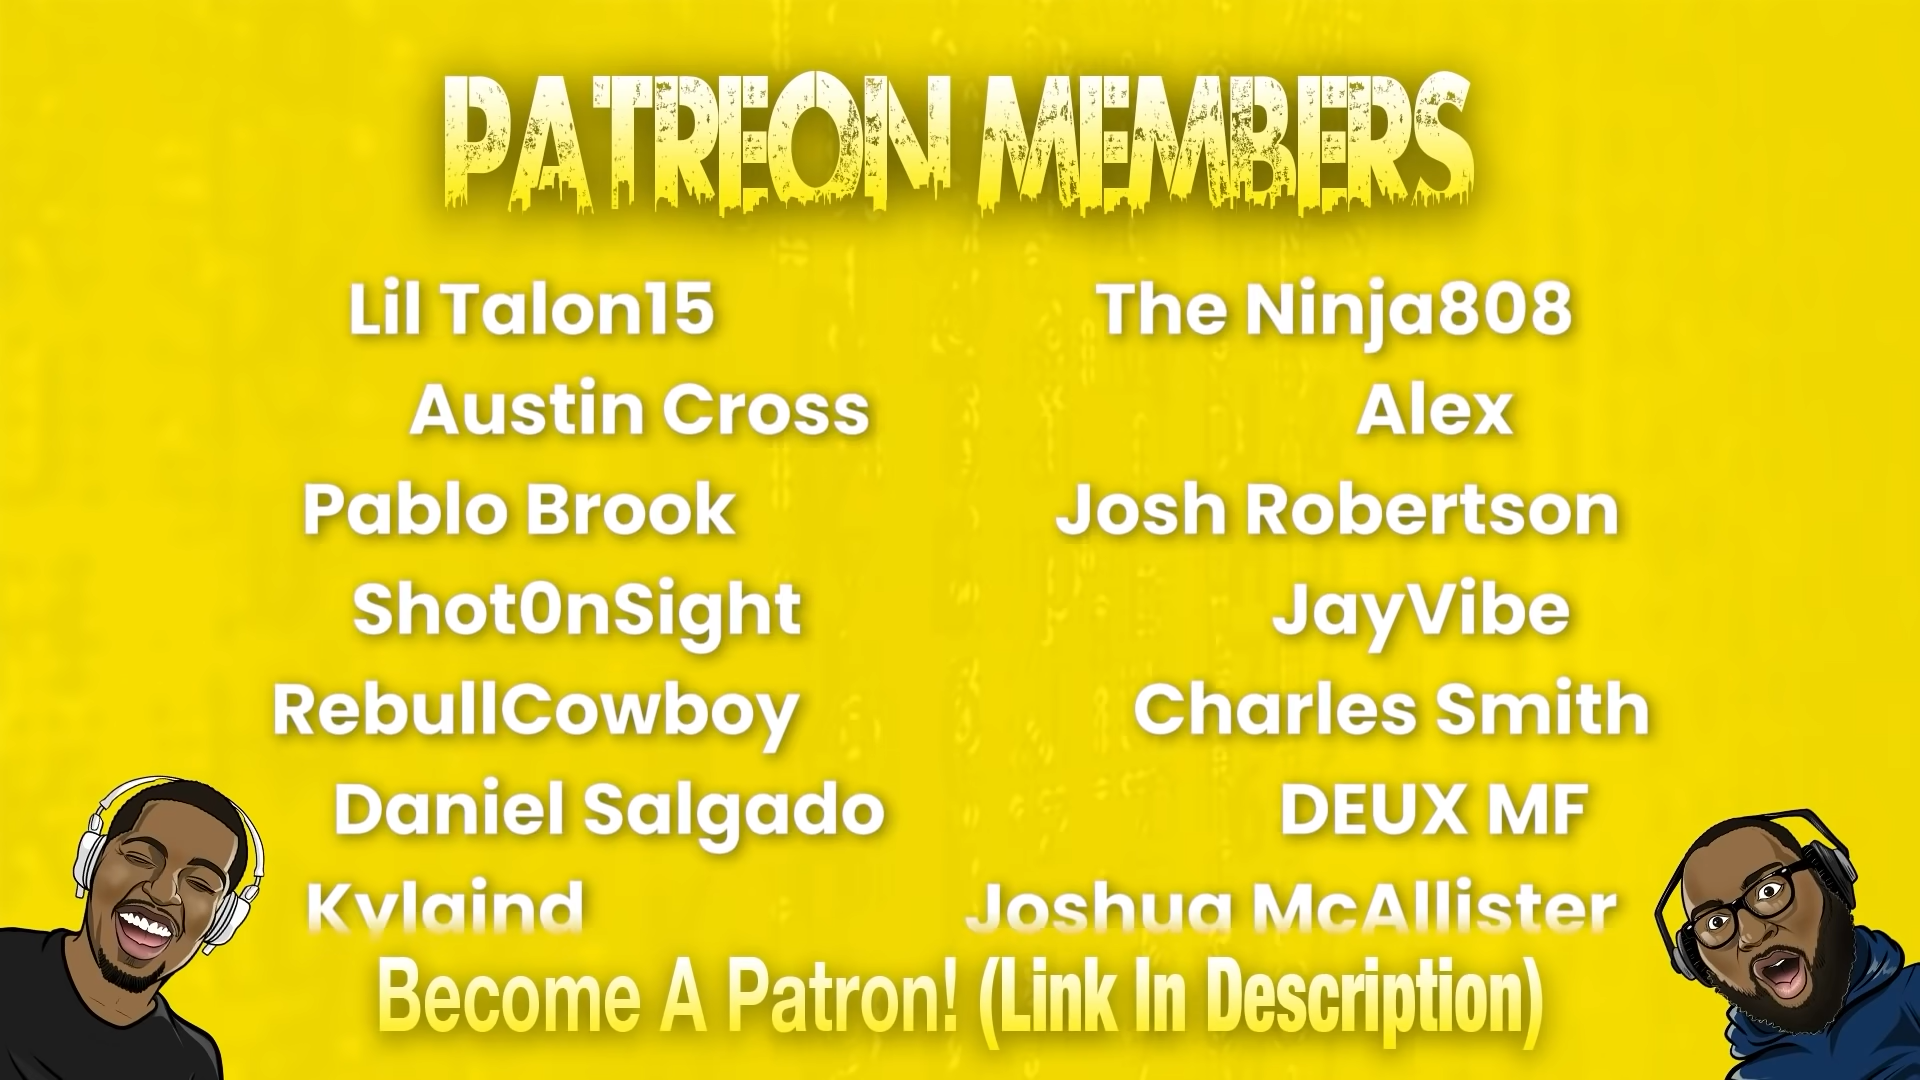 PATREON MEMBERS
Lil Talon15 The Ninja808
Austin Cross Alex
Pablo Brook Josh Robertson
Shot0nSight JayVibe
RebullCowboy Charles Smith
Daniel Salgado DEUX MF
Kylaind Joshua McAllister
Become A Patron! (Link In Description)